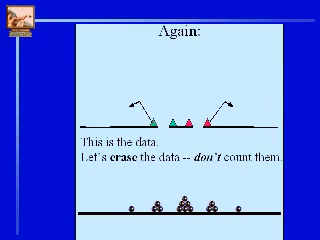 Again:
This is the data.
Let's erase the data -- don't count them.